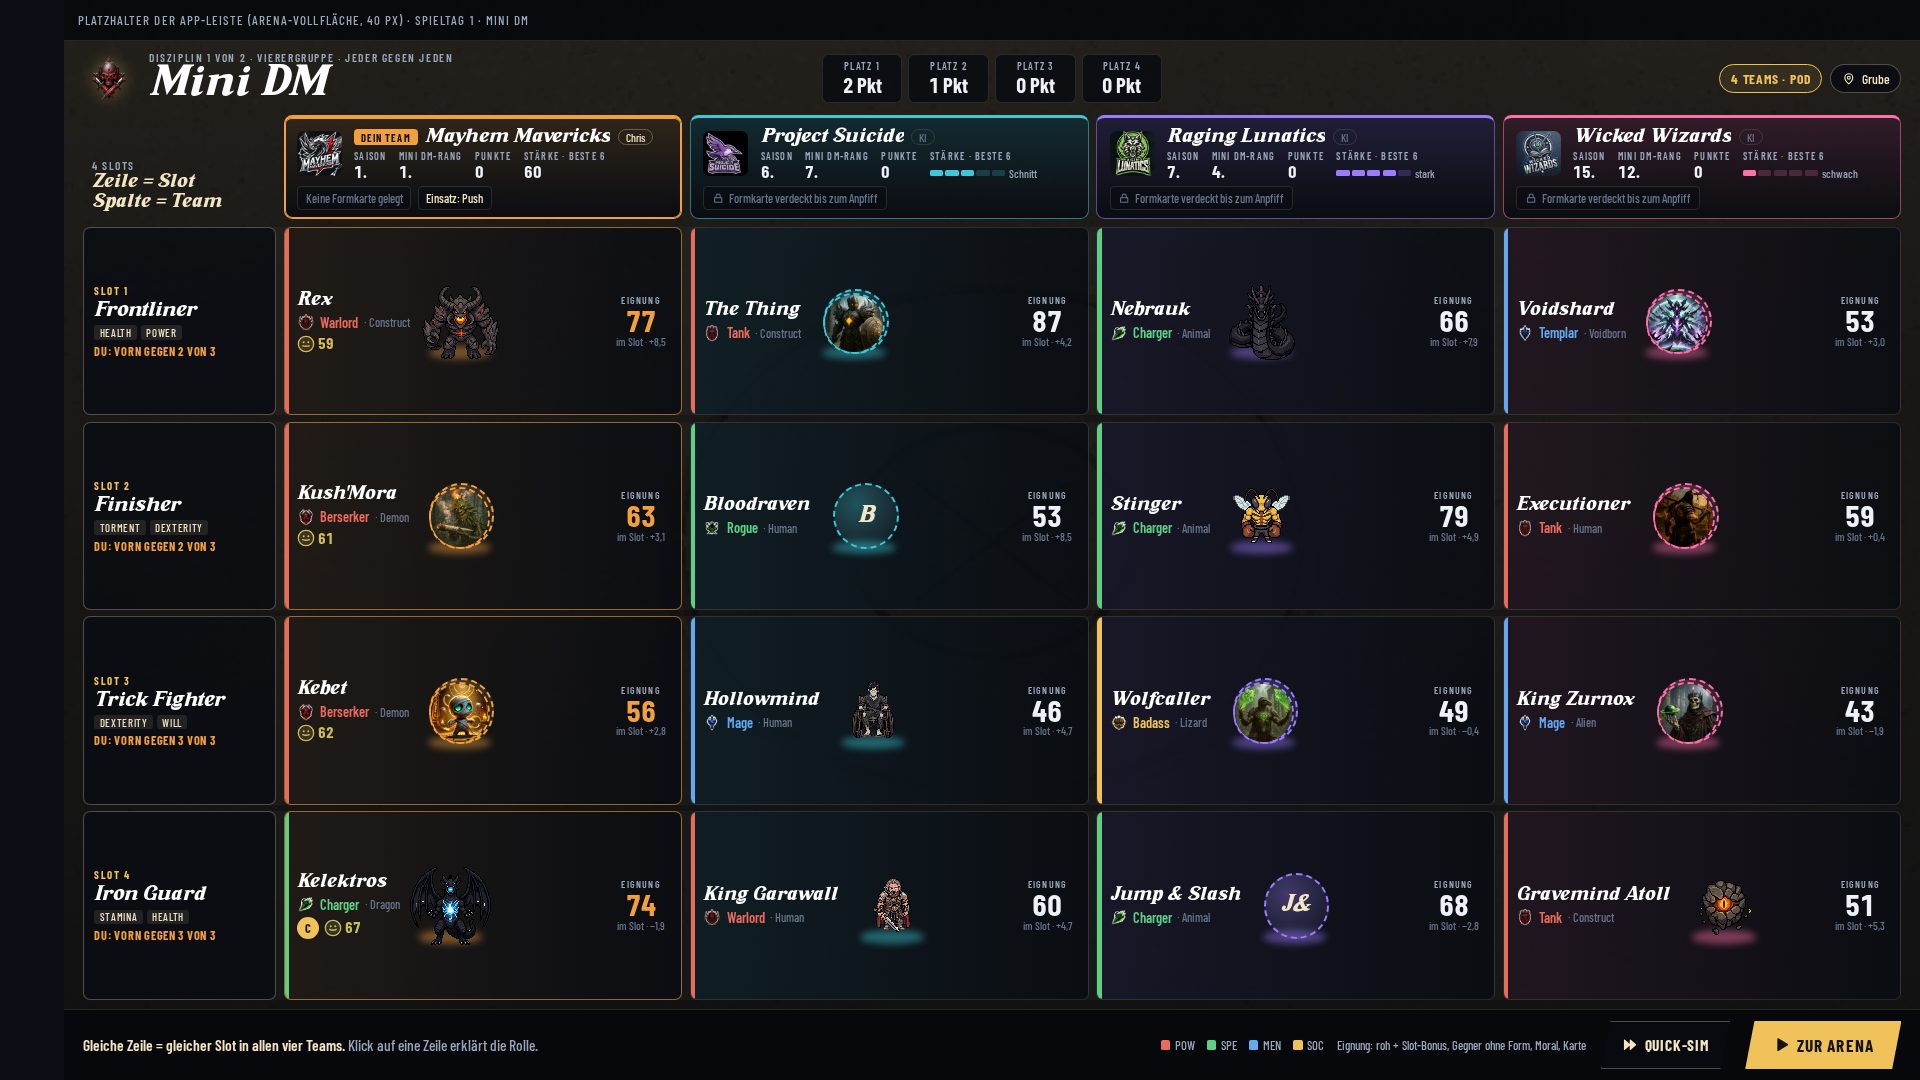 PLATZHALTER DER APP-LEISTE (ARENA-VOLLFLÄCHE, 40 PX) · SPIELTAG 1 · MINI DM
DISZIPLIN 1 VON 2 · VIERERGRUPPE · JEDER GEGEN JEDEN
Mini DM
PLATZ 1
2 Pkt
PLATZ 2
1 Pkt
PLATZ 3
0 Pkt
PLATZ 4
0 Pkt
4 TEAMS · POD
Grube
4 SLOTS
Zeile = Slot
Spalte = Team
MAYHEM
DEIN TEAM Mayhem Mavericks Chris
SAISON MINI DM-RANG PUNKTE STÄRKE · BESTE 6
1. 1. 0 60
Keine Formkarte gelegt Einsatz: Push
SUICIDE
Project Suicide KI
SAISON MINI DM-RANG PUNKTE STÄRKE · BESTE 6
6. 7. 0 Schnitt
Formkarte verdeckt bis zum Anpfiff
LUNATICS
Raging Lunatics KI
SAISON MINI DM-RANG PUNKTE STÄRKE · BESTE 6
7. 4. 0 stark
Formkarte verdeckt bis zum Anpfiff
WIZARDS
Wicked Wizards KI
SAISON MINI DM-RANG PUNKTE STÄRKE · BESTE 6
15. 12. 0 schwach
Formkarte verdeckt bis zum Anpfiff
SLOT 1
Frontliner
HEALTH POWER
DU: VORN GEGEN 2 VON 3
Rex
Warlord · Construct
59
EIGNUNG
77
im Slot · +8,5
The Thing
Tank · Construct
EIGNUNG
87
im Slot · +4,2
Nebrauk
Charger · Animal
EIGNUNG
66
im Slot · +7,9
Voidshard
Templar · Voidborn
EIGNUNG
53
im Slot · +3,0
SLOT 2
Finisher
TORMENT DEXTERITY
DU: VORN GEGEN 2 VON 3
Kush'Mora
Berserker · Demon
61
EIGNUNG
63
im Slot · +3,1
Bloodraven
Rogue · Human
B
EIGNUNG
53
im Slot · +8,5
Stinger
Charger · Animal
EIGNUNG
79
im Slot · +4,9
Executioner
Tank · Human
EIGNUNG
59
im Slot · +0,4
SLOT 3
Trick Fighter
DEXTERITY WILL
DU: VORN GEGEN 3 VON 3
Kebet
Berserker · Demon
62
EIGNUNG
56
im Slot · +2,8
Hollowmind
Mage · Human
EIGNUNG
46
im Slot · +4,7
Wolfcaller
Badass · Lizard
EIGNUNG
49
im Slot · −0,4
King Zurnox
Mage · Alien
EIGNUNG
43
im Slot · −1,9
SLOT 4
Iron Guard
STAMINA HEALTH
DU: VORN GEGEN 3 VON 3
Kelektros
Charger · Dragon
C 67
EIGNUNG
74
im Slot · −1,9
King Garawall
Warlord · Human
EIGNUNG
60
im Slot · +4,7
Jump & Slash
Charger · Animal
J&
EIGNUNG
68
im Slot · −2,8
Gravemind Atoll
Tank · Construct
EIGNUNG
51
im Slot · +5,3
Gleiche Zeile = gleicher Slot in allen vier Teams. Klick auf eine Zeile erklärt die Rolle.
POW SPE MEN SOC Eignung: roh + Slot-Bonus, Gegner ohne Form, Moral, Karte
QUICK-SIM
ZUR ARENA